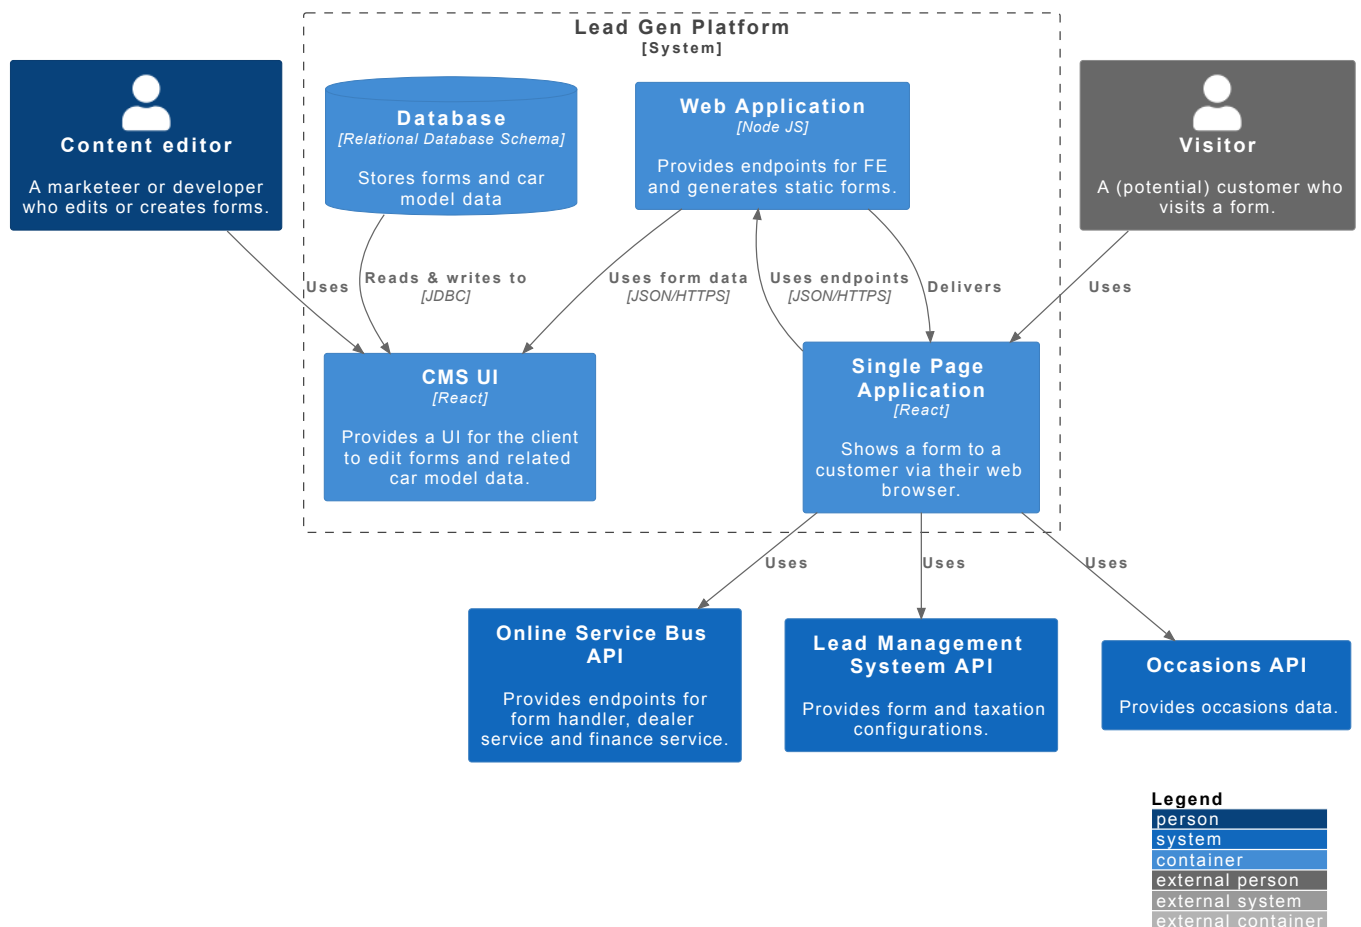 Lead Gen Platform
[System]
Content editor
A marketeer or developer
who edits or creates forms.
Database
[Relational Database Schema]
Stores forms and car
model data
Web Application
[Node JS]
Provides endpoints for FE
and generates static forms.
Visitor
A (potential) customer who
visits a form.
Uses
Reads & writes to
[JDBC]
Uses form data
[JSON/HTTPS]
Uses endpoints
[JSON/HTTPS]
Delivers
Uses
CMS UI
[React]
Provides a UI for the client
to edit forms and related
car model data.
Single Page
Application
[React]
Shows a form to a
customer via their web
browser.
Uses
Uses
Uses
Online Service Bus
API
Provides endpoints for
form handler, dealer
service and finance service.
Lead Management
Systeem API
Provides form and taxation
configurations.
Occasions API
Provides occasions data.
Legend
person
system
container
external person
external system
external container